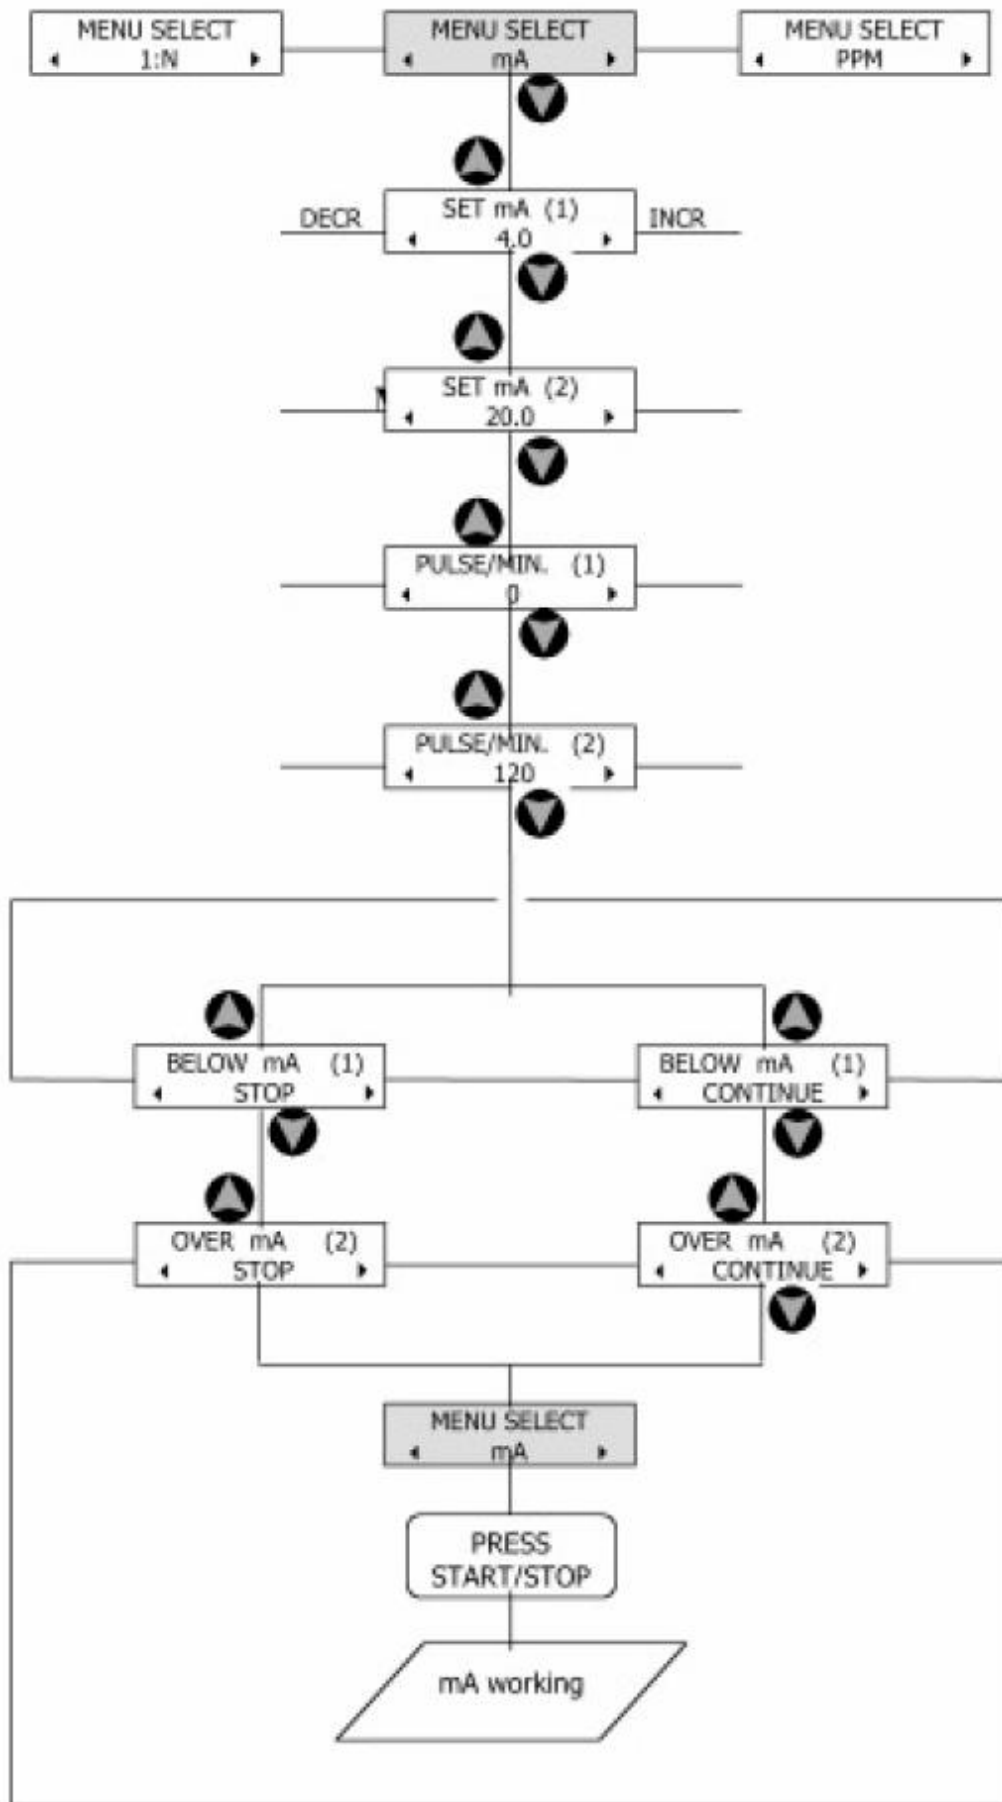 MENU SELECT
1:N
MENU SELECT
mA
MENU SELECT
PPM
DECR
SET mA (1)
4.0
INCR
SET mA (2)
20.0
PULSE/MIN. (1)
0
PULSE/MIN. (2)
120
BELOW mA (1)
STOP
BELOW mA (1)
CONTINUE
OVER mA (2)
STOP
OVER mA (2)
CONTINUE
MENU SELECT
mA
PRESS
START/STOP
mA working